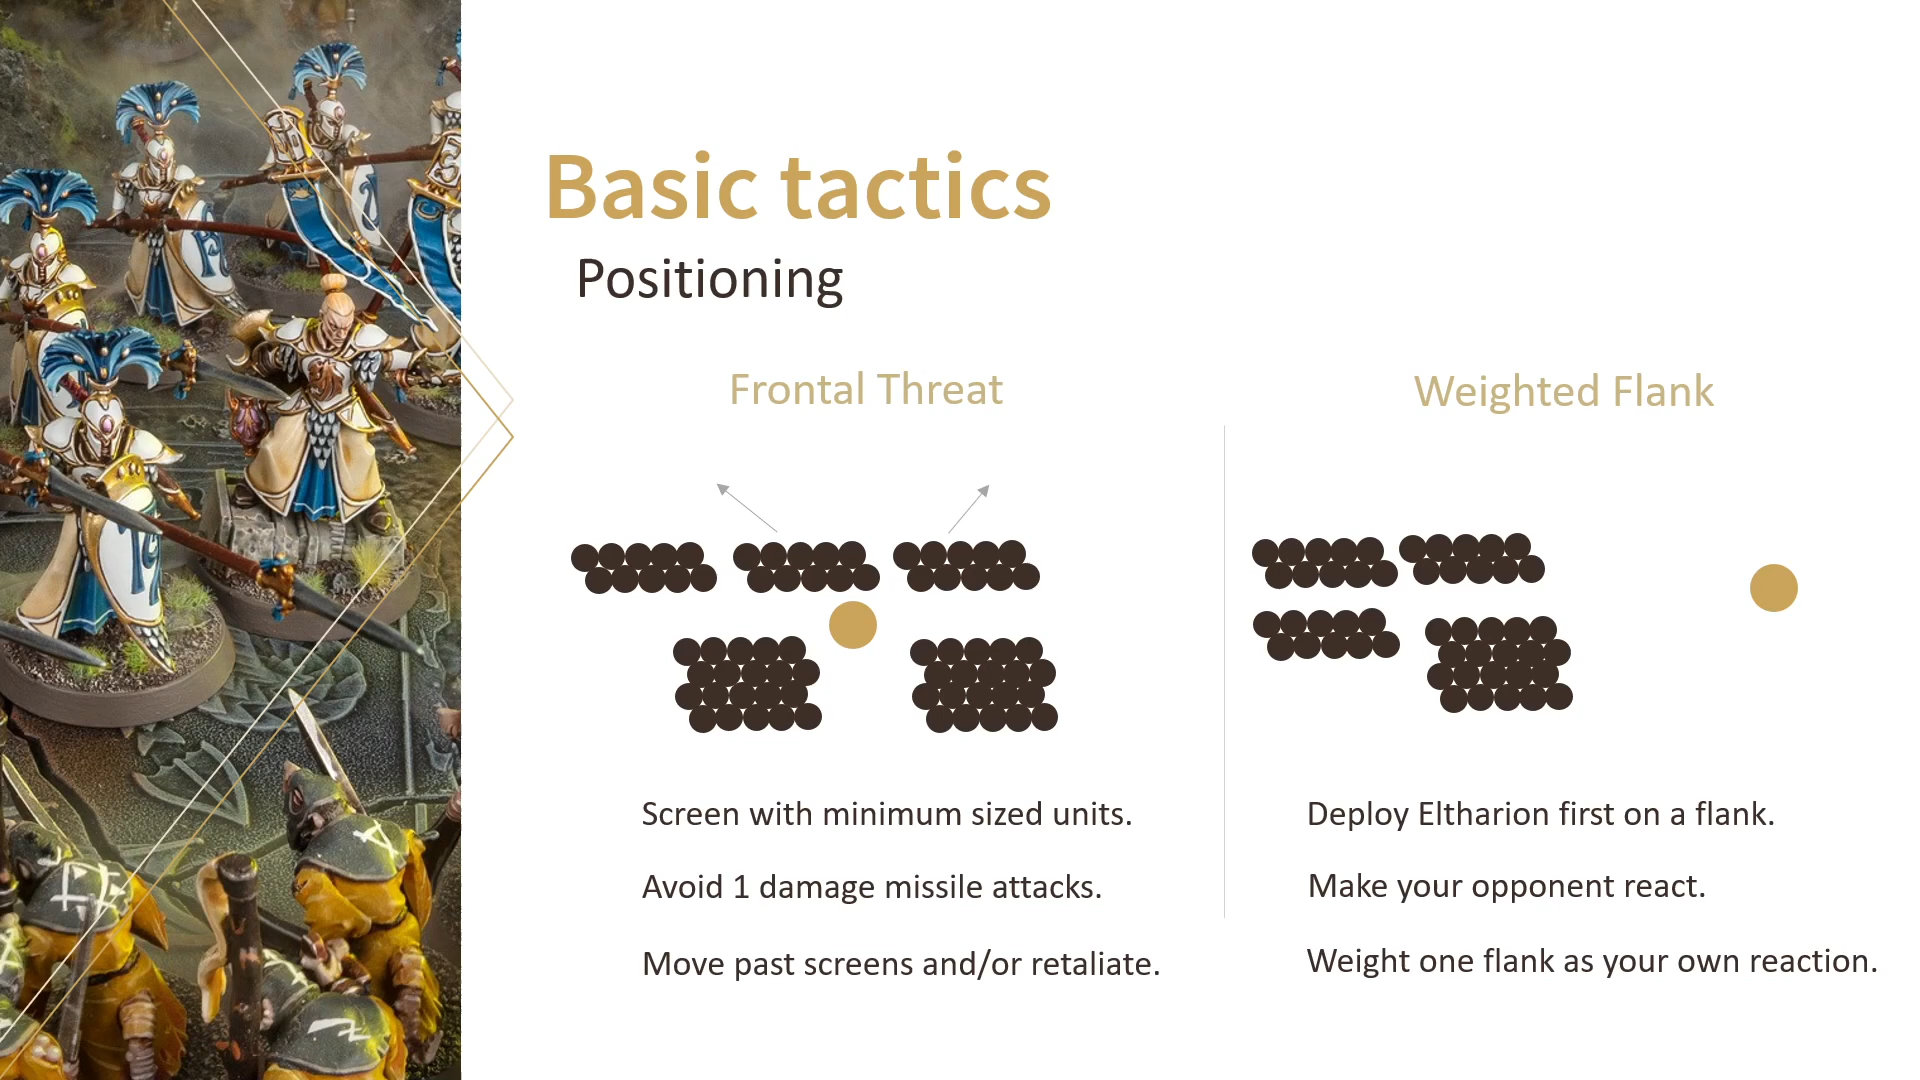 Basic tactics
Positioning
Frontal Threat
Screen with minimum sized units.
Avoid 1 damage missile attacks.
Move past screens and/or retaliate.
Weighted Flank
Deploy Eltharion first on a flank.
Make your opponent react.
Weight one flank as your own reaction.